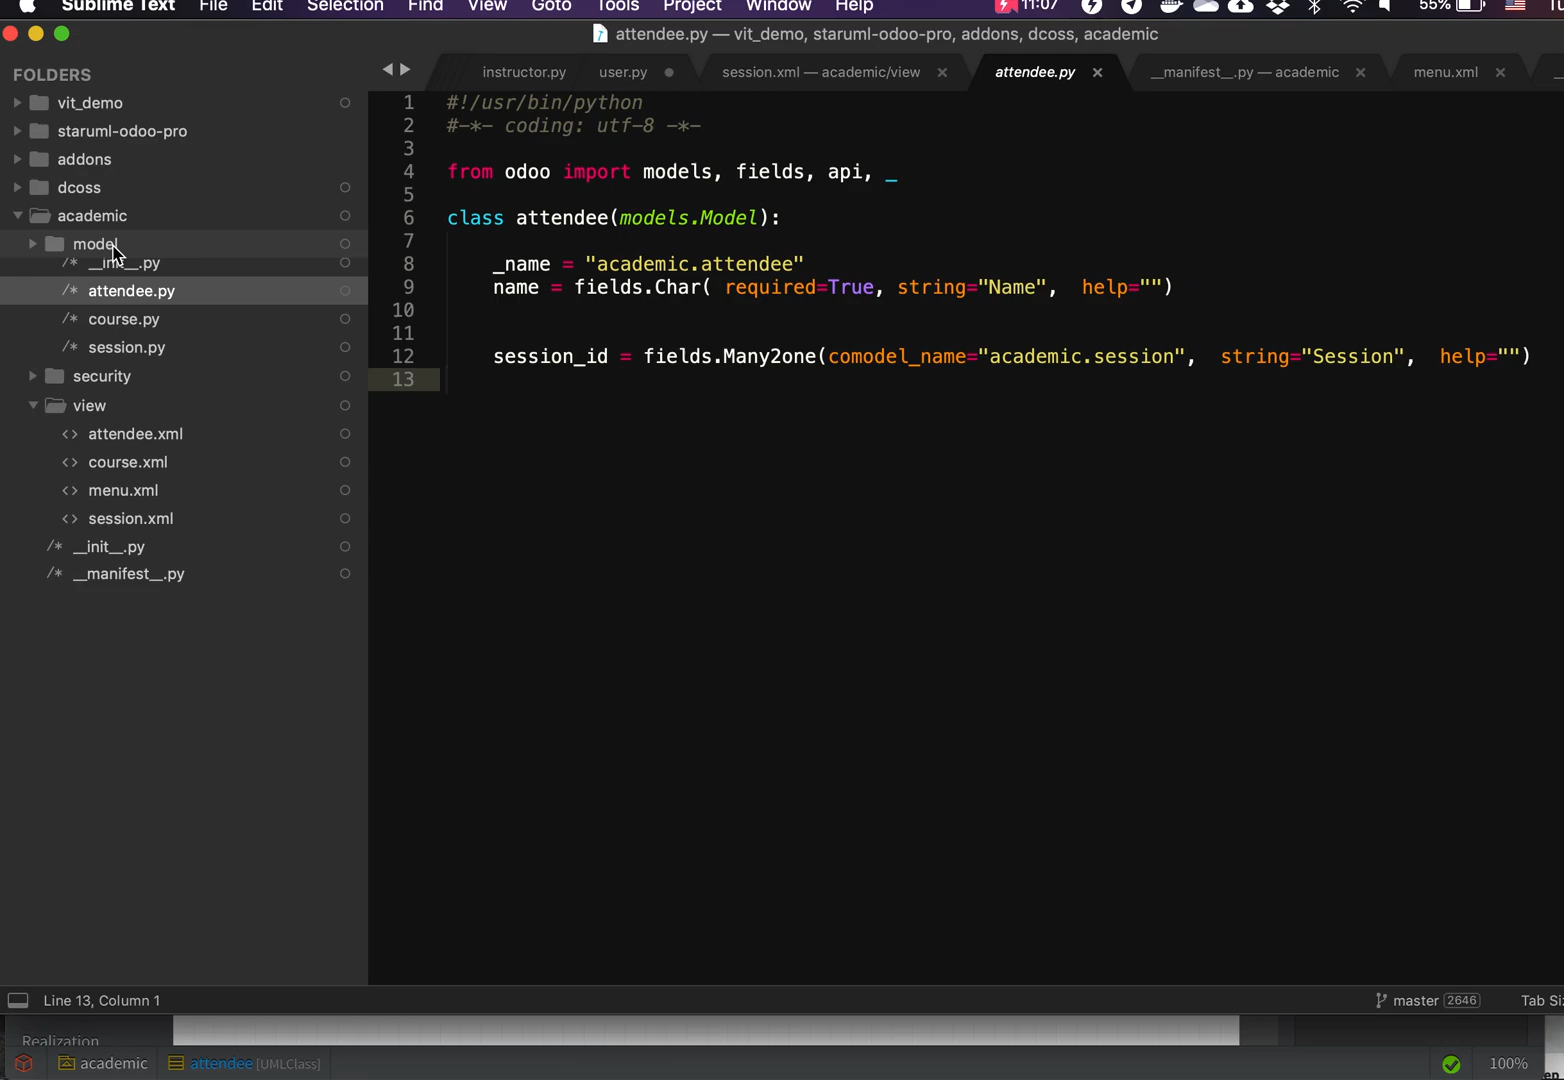 Sublime Text File Edit Selection Find View Goto Tools Project Window Help 11:07 55%
attendee.py — vit_demo, staruml-odoo-pro, addons, dcoss, academic
instructor.py user.py session.xml — academic/view attendee.py __manifest__.py — academic menu.xml
FOLDERS
vit_demo
staruml-odoo-pro
addons
dcoss
academic
model
__init__.py
attendee.py
course.py
session.py
security
view
attendee.xml
course.xml
menu.xml
session.xml
__init__.py
__manifest__.py
1 #!/usr/bin/python
2 #-*- coding: utf-8 -*-
3
4 from odoo import models, fields, api, _
5
6 class attendee(models.Model):
7
8 _name = "academic.attendee"
9 name = fields.Char( required=True, string="Name", help="")
10
11
12 session_id = fields.Many2one(comodel_name="academic.session", string="Session", help="")
13
Line 13, Column 1 master 2646 Tab
Realization
academic attendee [UMLClass] 100%